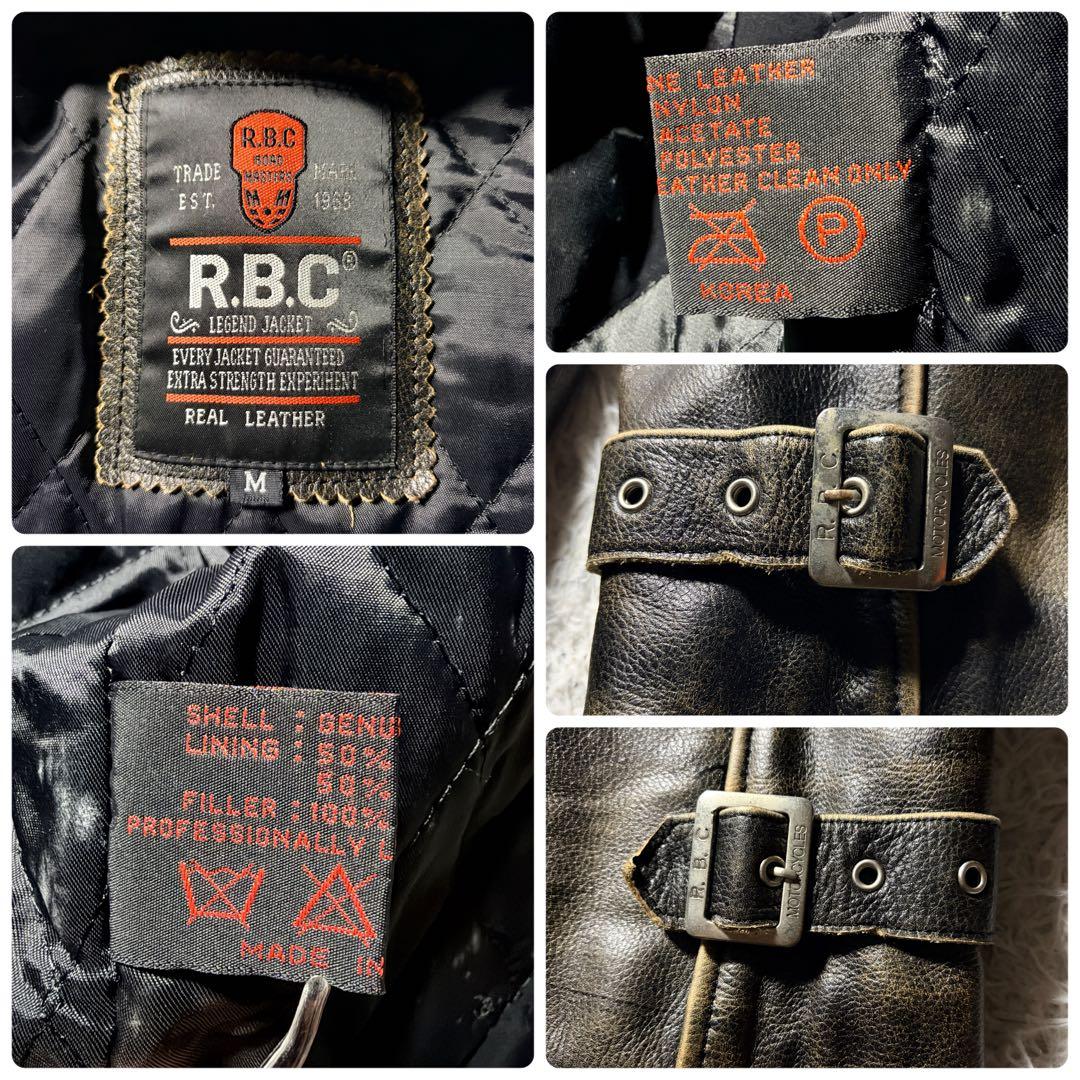 R.B.C
ROAD
MASTERS
TRADE MARK
EST. 1968
R.B.C®
LEGEND JACKET
EVERY JACKET GUARANTEED
EXTRA STRENGTH EXPERIMENT
REAL LEATHER
M
NE LEATHER
NYLON
ACETATE
POLYESTER
EATHER CLEAN ONLY
P
KOREA
R. B. C
MOTORCYCLES
SHELL : GENU
LINING : 50%
50%
FILLER : 100%
PROFESSIONALLY L
MADE IN
R. B. C
MOTORCYCLES